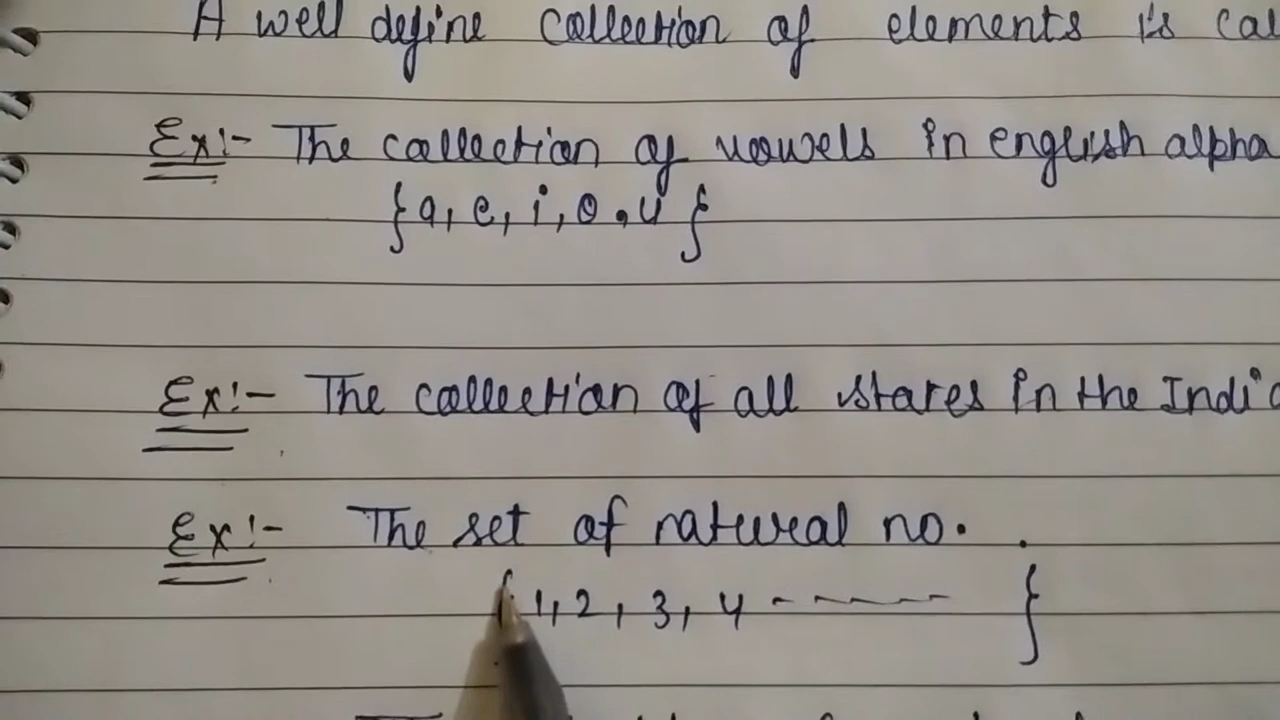 A well define collection of elements is cal
Ex:- The collection of vowels in english alpha
{a, e, i, o, u}
Ex:- The collection of all states in the Indi
Ex:- The set of natural no.
{1, 2, 3, 4 - - - - - }